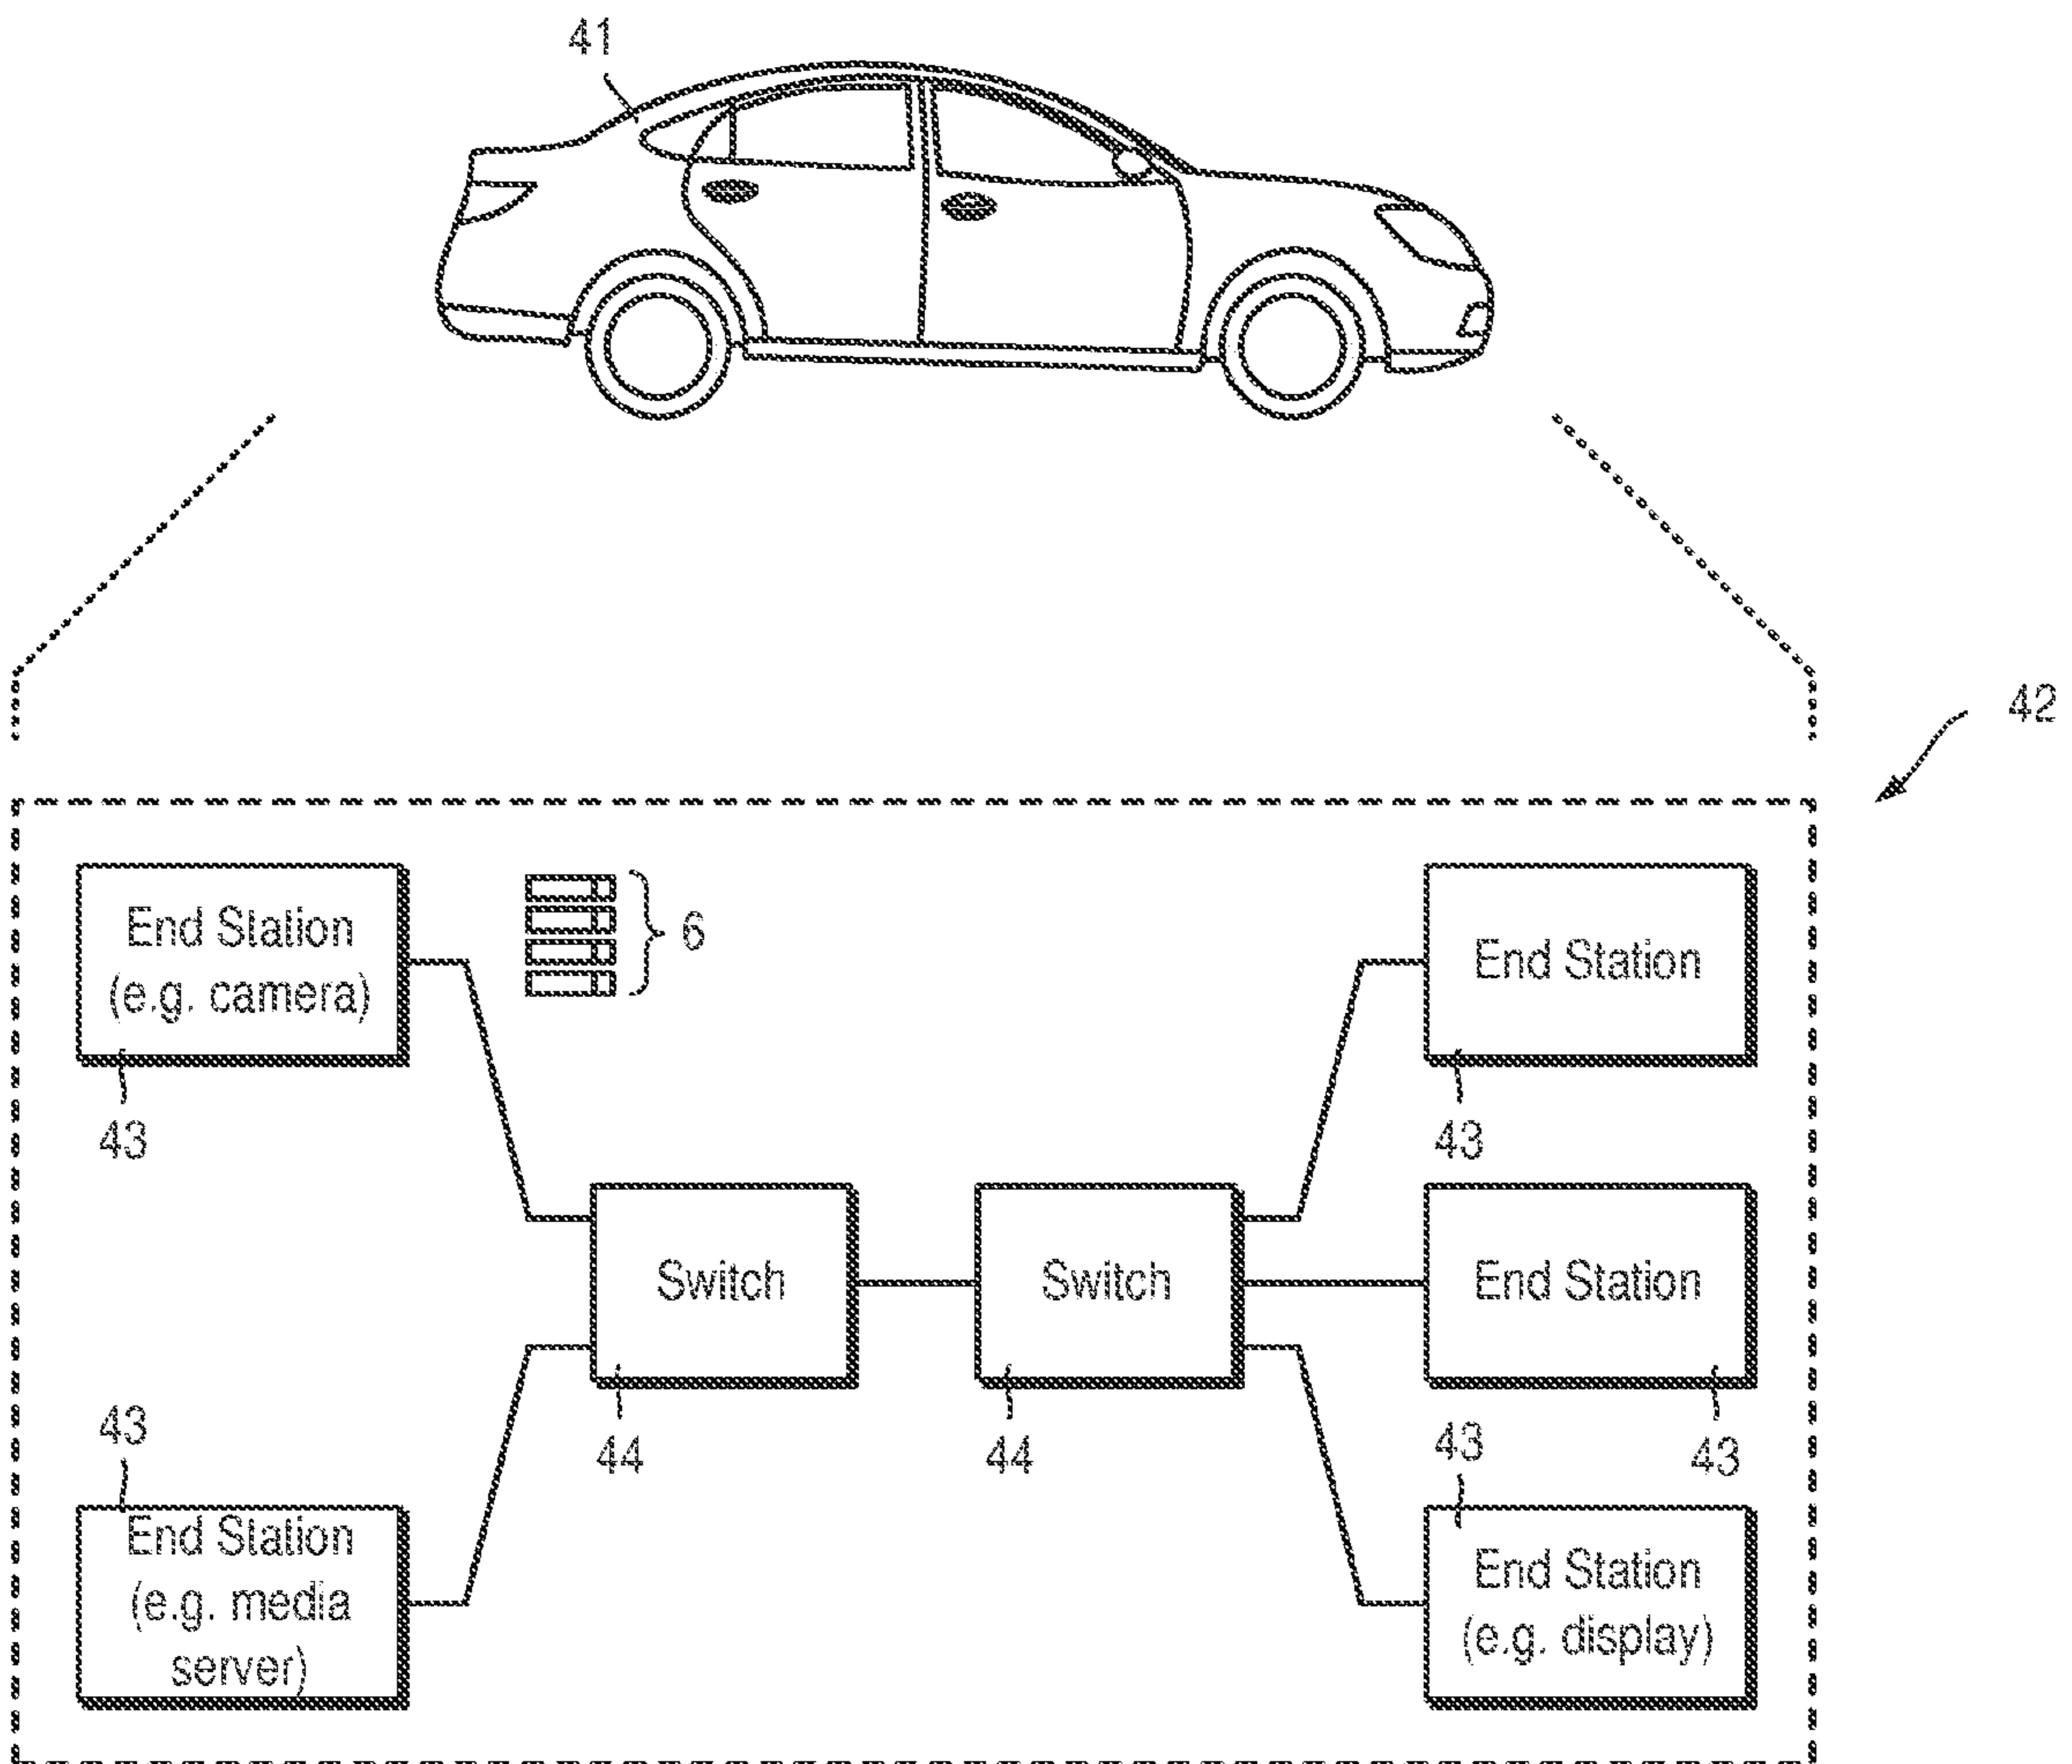 41
42
End Station
(e.g. camera)
43
6
End Station
43
Switch
44
Switch
44
End Station
43
43
End Station
(e.g. media
server)
43
End Station
(e.g. display)